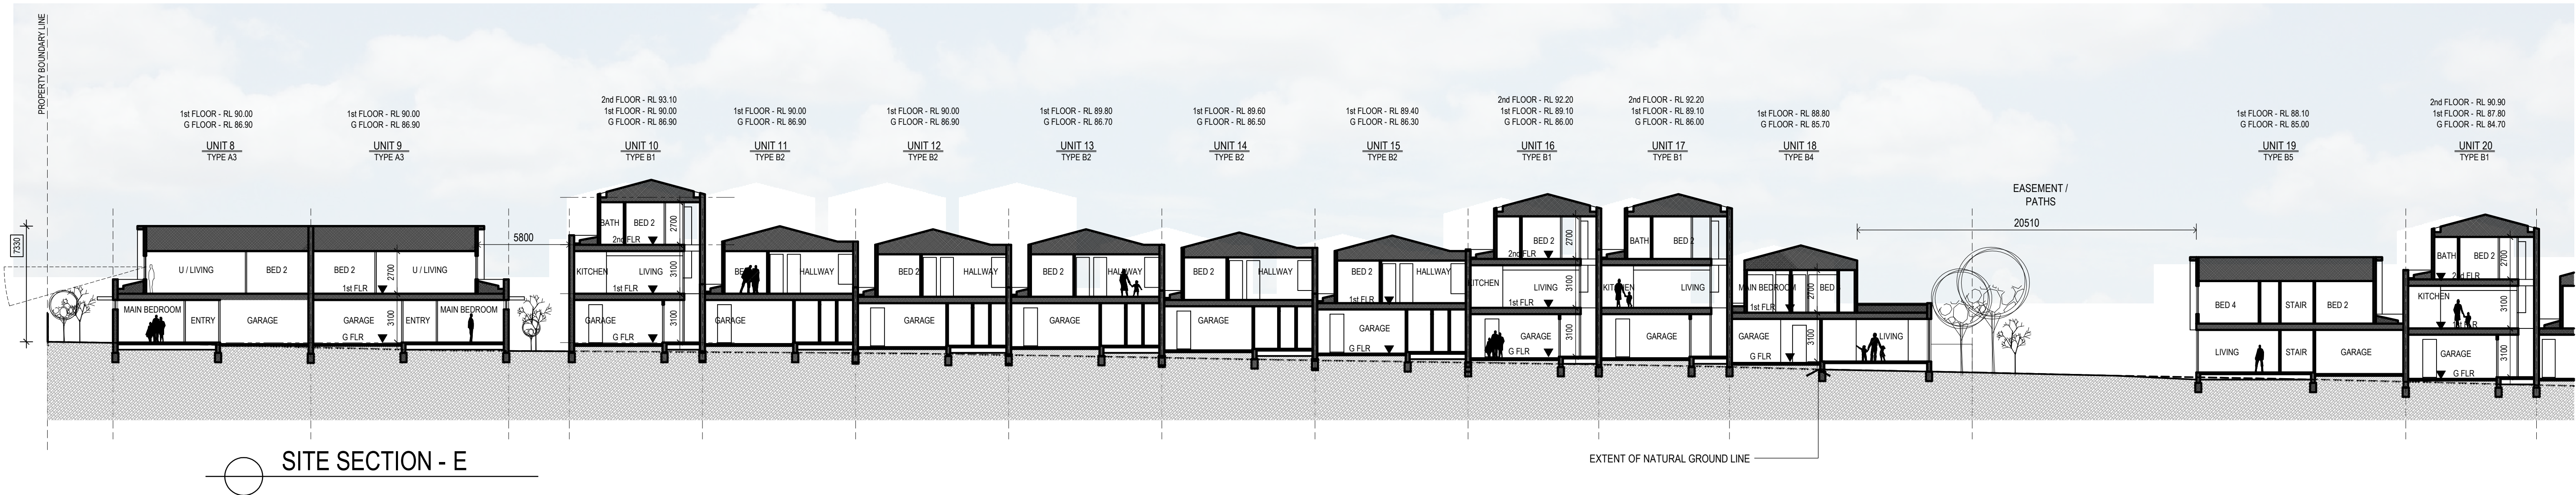 PROPERTY BOUNDARY LINE
1st FLOOR - RL 90.00
G FLOOR - RL 86.90
UNIT 8
TYPE A3
1st FLOOR - RL 90.00
G FLOOR - RL 86.90
UNIT 9
TYPE A3
2nd FLOOR - RL 93.10
1st FLOOR - RL 90.00
G FLOOR - RL 86.90
UNIT 10
TYPE B1
1st FLOOR - RL 90.00
G FLOOR - RL 86.90
UNIT 11
TYPE B2
1st FLOOR - RL 90.00
G FLOOR - RL 86.90
UNIT 12
TYPE B2
1st FLOOR - RL 89.80
G FLOOR - RL 86.70
UNIT 13
TYPE B2
1st FLOOR - RL 89.60
G FLOOR - RL 86.50
UNIT 14
TYPE B2
1st FLOOR - RL 89.40
G FLOOR - RL 86.30
UNIT 15
TYPE B2
2nd FLOOR - RL 92.20
1st FLOOR - RL 89.10
G FLOOR - RL 86.00
UNIT 16
TYPE B1
2nd FLOOR - RL 92.20
1st FLOOR - RL 89.10
G FLOOR - RL 86.00
UNIT 17
TYPE B1
1st FLOOR - RL 88.80
G FLOOR - RL 85.70
UNIT 18
TYPE B4
EASEMENT /
PATHS
20510
1st FLOOR - RL 88.10
G FLOOR - RL 85.00
UNIT 19
TYPE B5
2nd FLOOR - RL 90.90
1st FLOOR - RL 87.80
G FLOOR - RL 84.70
UNIT 20
TYPE B1
7330
U / LIVING
BED 2
BED 2
2700
U / LIVING
1st FLR
MAIN BEDROOM
ENTRY
GARAGE
GARAGE
3100
ENTRY
MAIN BEDROOM
G FLR
5800
BATH
BED 2
2700
2nd FLR
KITCHEN
LIVING
3100
1st FLR
GARAGE
3100
G FLR
HALLWAY
GARAGE
BED 2
HALLWAY
GARAGE
BED 2
HALLWAY
GARAGE
BED 2
HALLWAY
GARAGE
BED 2
HALLWAY
1st FLR
GARAGE
G FLR
BED 2
2700
2nd FLR
KITCHEN
LIVING
3100
1st FLR
GARAGE
3100
G FLR
BATH
BED 2
KITCHEN
LIVING
GARAGE
MAIN BEDROOM
2700
BED
1st FLR
GARAGE
3100
LIVING
G FLR
BED 4
STAIR
BED 2
LIVING
STAIR
GARAGE
BATH
BED 2
2700
2nd FLR
KITCHEN
3100
1st FLR
GARAGE
3100
G FLR
SITE SECTION - E
EXTENT OF NATURAL GROUND LINE